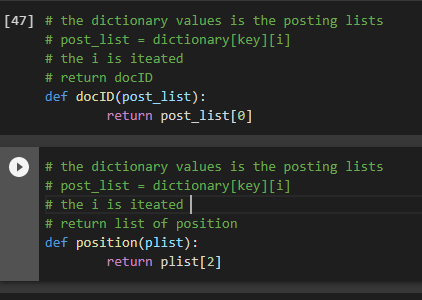 [47] # the dictionary values is the posting lists
# post_list = dictionary[key][i]
# the i is iteated
# return docID
def docID(post_list):
        return post_list[0]
# the dictionary values is the posting lists
# post_list = dictionary[key][i]
# the i is iteated
# return list of position
def position(plist):
        return plist[2]